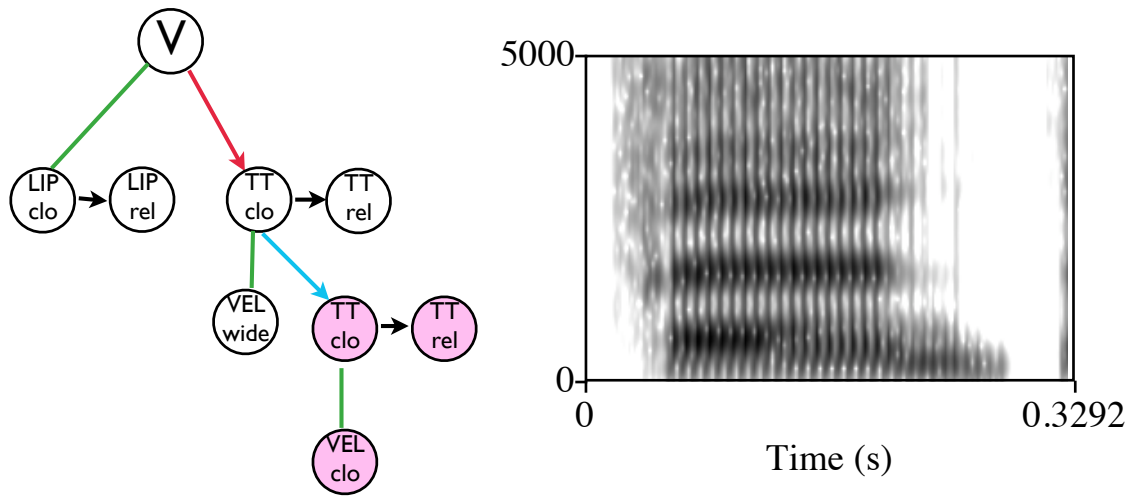 V
LIP
clo
LIP
rel
TT
clo
TT
rel
VEL
wide
TT
clo
TT
rel
VEL
clo
5000
0
0
0.3292
Time (s)